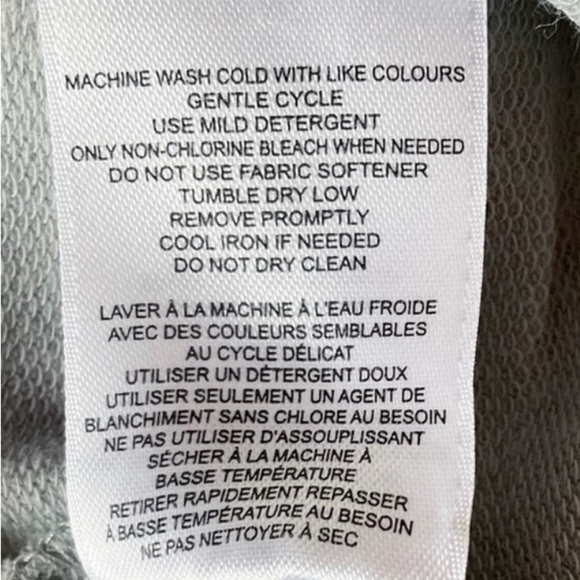 MACHINE WASH COLD WITH LIKE COLOURS
GENTLE CYCLE
USE MILD DETERGENT
ONLY NON-CHLORINE BLEACH WHEN NEEDED
DO NOT USE FABRIC SOFTENER
TUMBLE DRY LOW
REMOVE PROMPTLY
COOL IRON IF NEEDED
DO NOT DRY CLEAN
LAVER À LA MACHINE À L'EAU FROIDE
AVEC DES COULEURS SEMBLABLES
AU CYCLE DÉLICAT
UTILISER UN DÉTERGENT DOUX
UTILISER SEULEMENT UN AGENT DE
BLANCHIMENT SANS CHLORE AU BESOIN
NE PAS UTILISER D'ASSOUPLISSANT
SÉCHER À LA MACHINE À
BASSE TEMPÉRATURE
RETIRER RAPIDEMENT REPASSER
À BASSE TEMPÉRATURE AU BESOIN
NE PAS NETTOYER À SEC